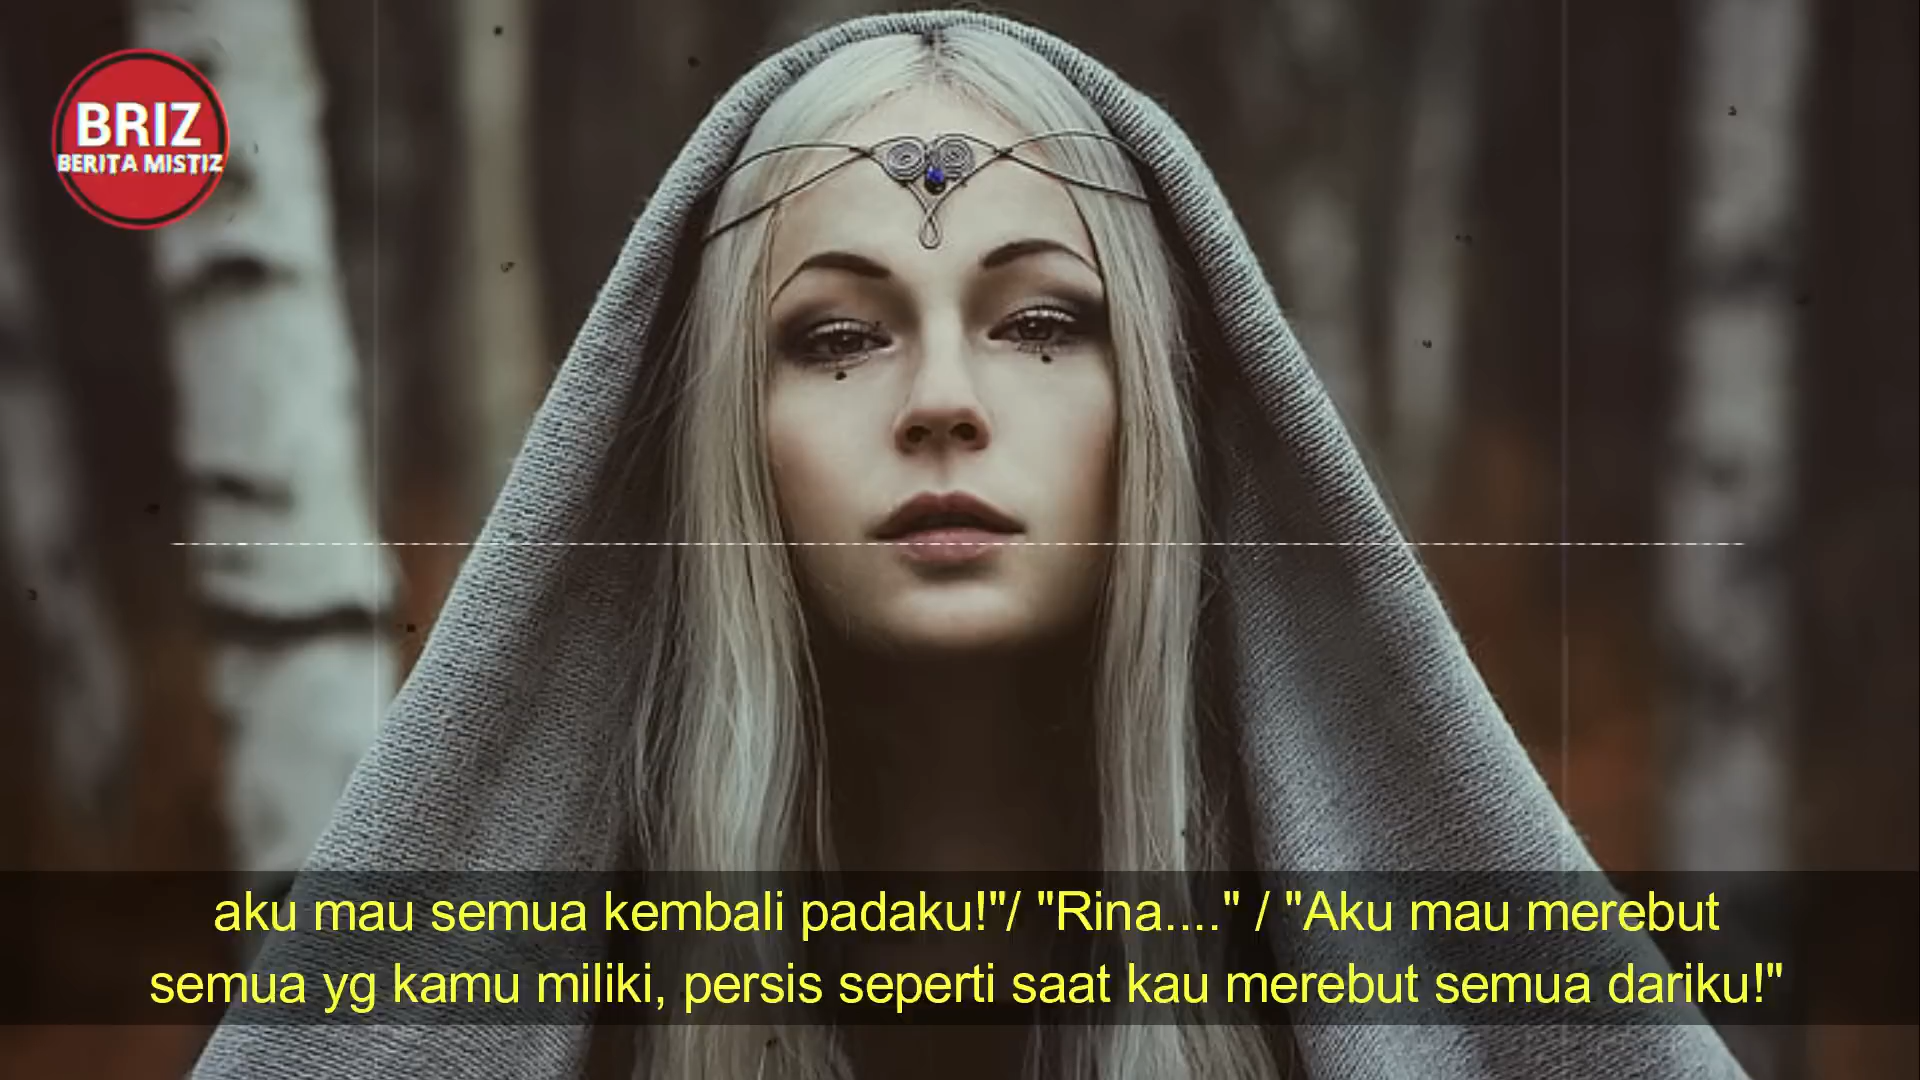 BRIZ
BERITA MISTIZ
aku mau semua kembali padaku!"/ "Rina...." / "Aku mau merebut
semua yg kamu miliki, persis seperti saat kau merebut semua dariku!"